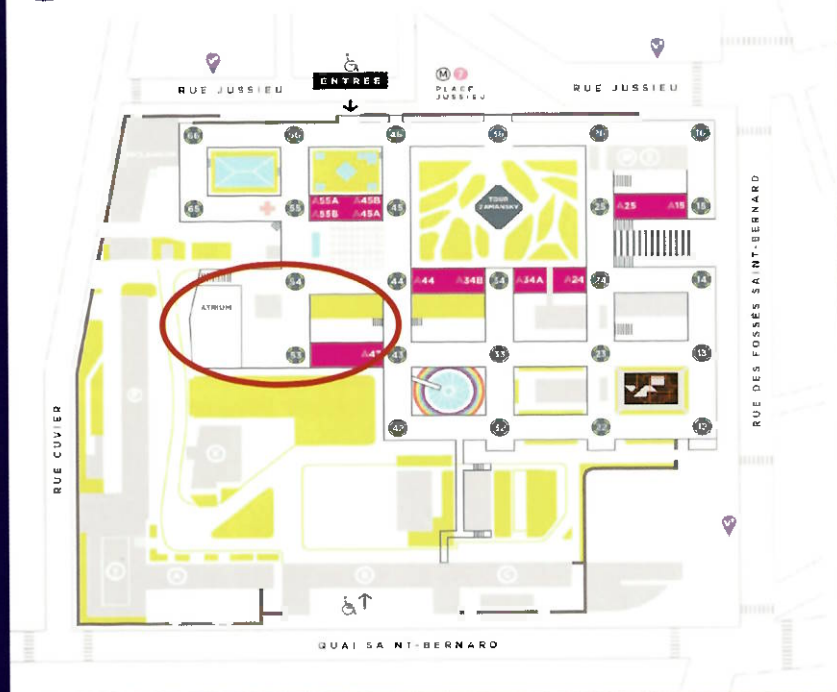 RUE JUSSIEU
ENTREE
M 7
PLACE
JUSSIEU
RUE JUSSIEU
66 56 46 36 26 16
A55A A45B
A55B A45A
65 55 45
TOUR
ZAMANSKY
25 A25 A15 15
54 44 A44 A34B 34 A34A A24 24 14
ATRIUM
53 43 33 23 13
42 32 22 12
RUE CUVIER
RUE DES FOSSÉS SAINT-BERNARD
QUAI SAINT-BERNARD